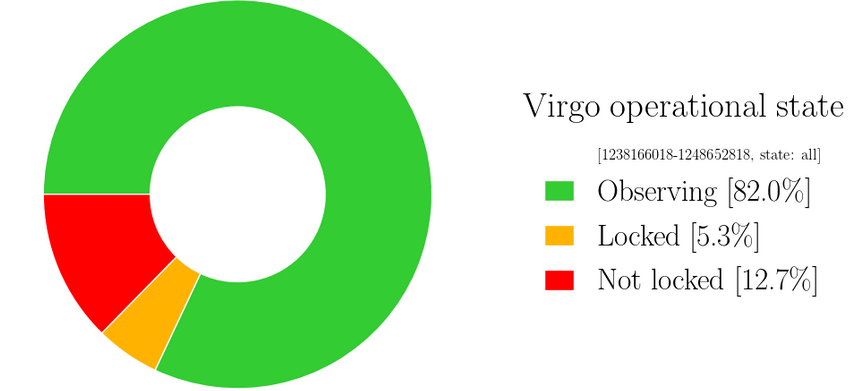 Virgo operational state
[1238166018-1248652818, state: all]
Observing [82.0%]
Locked [5.3%]
Not locked [12.7%]